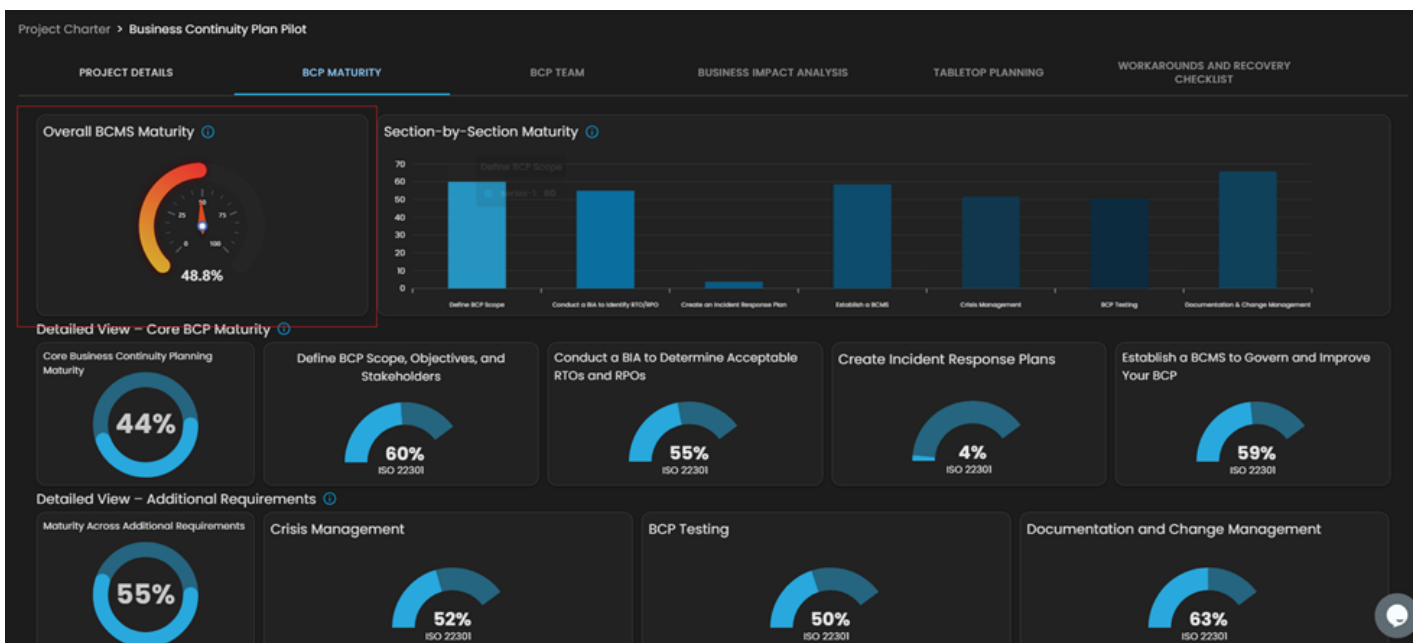 Project Charter > Business Continuity Plan Pilot
PROJECT DETAILS
BCP MATURITY
BCP TEAM
BUSINESS IMPACT ANALYSIS
TABLETOP PLANNING
WORKAROUNDS AND RECOVERY
CHECKLIST
Overall BCMS Maturity
0
25
50
75
100
48.8%
Section-by-Section Maturity
70
60
50
40
30
20
10
0
Define BCP Scope
series-1: 60
Define BCP Scope
Conduct a BIA to Identify RTO/RPO
Create an Incident Response Plan
Establish a BCMS
Crisis Management
BCP Testing
Documentation & Change Management
Detailed View – Core BCP Maturity
Core Business Continuity Planning
Maturity
44%
Define BCP Scope, Objectives, and
Stakeholders
60%
ISO 22301
Conduct a BIA to Determine Acceptable
RTOs and RPOs
55%
ISO 22301
Create Incident Response Plans
4%
ISO 22301
Establish a BCMS to Govern and Improve
Your BCP
59%
ISO 22301
Detailed View – Additional Requirements
Maturity Across Additional Requirements
55%
Crisis Management
52%
ISO 22301
BCP Testing
50%
ISO 22301
Documentation and Change Management
63%
ISO 22301